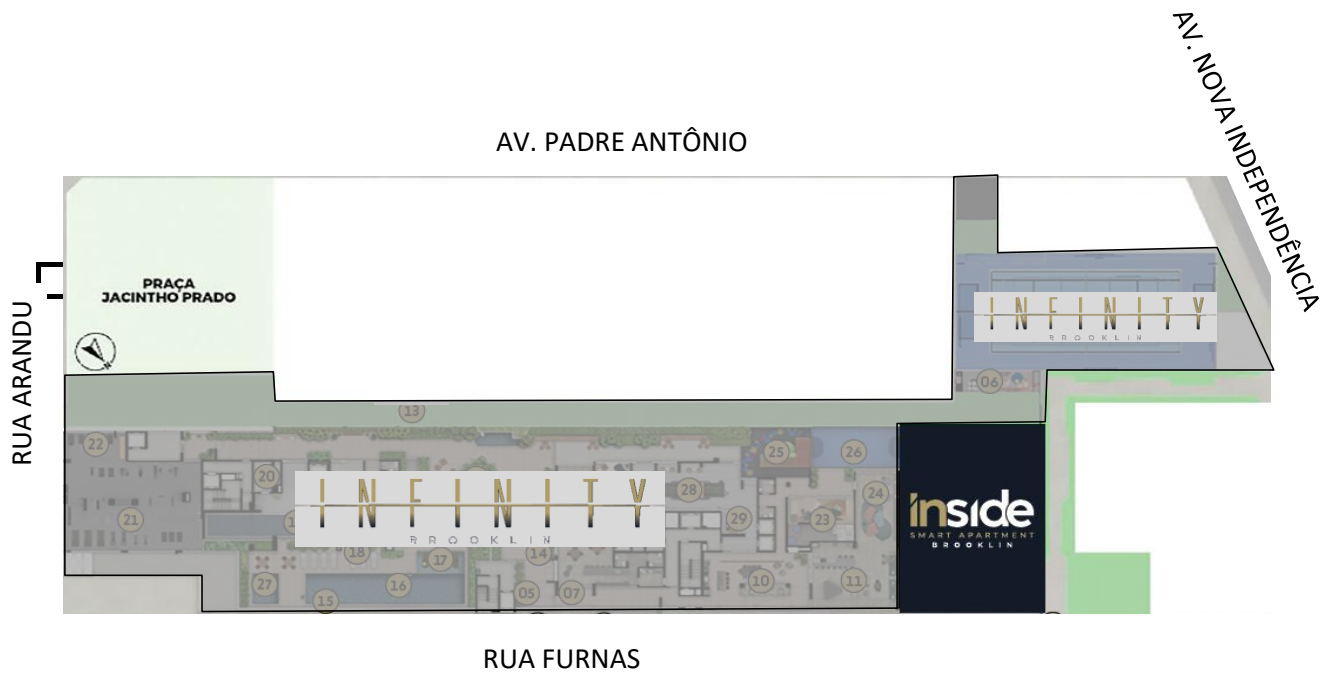 AV. NOVA INDEPENDÊNCIA
AV. PADRE ANTÔNIO
PRAÇA
JACINTHO PRADO
RUA ARANDU
INFINITY
BROOKLIN
06
13
22
25
26
20
INFINITY
BROOKLIN
28
24
21
29
23
inside
SMART APARTMENT
BROOKLIN
18
14
17
10
11
27
16
15
05
07
RUA FURNAS